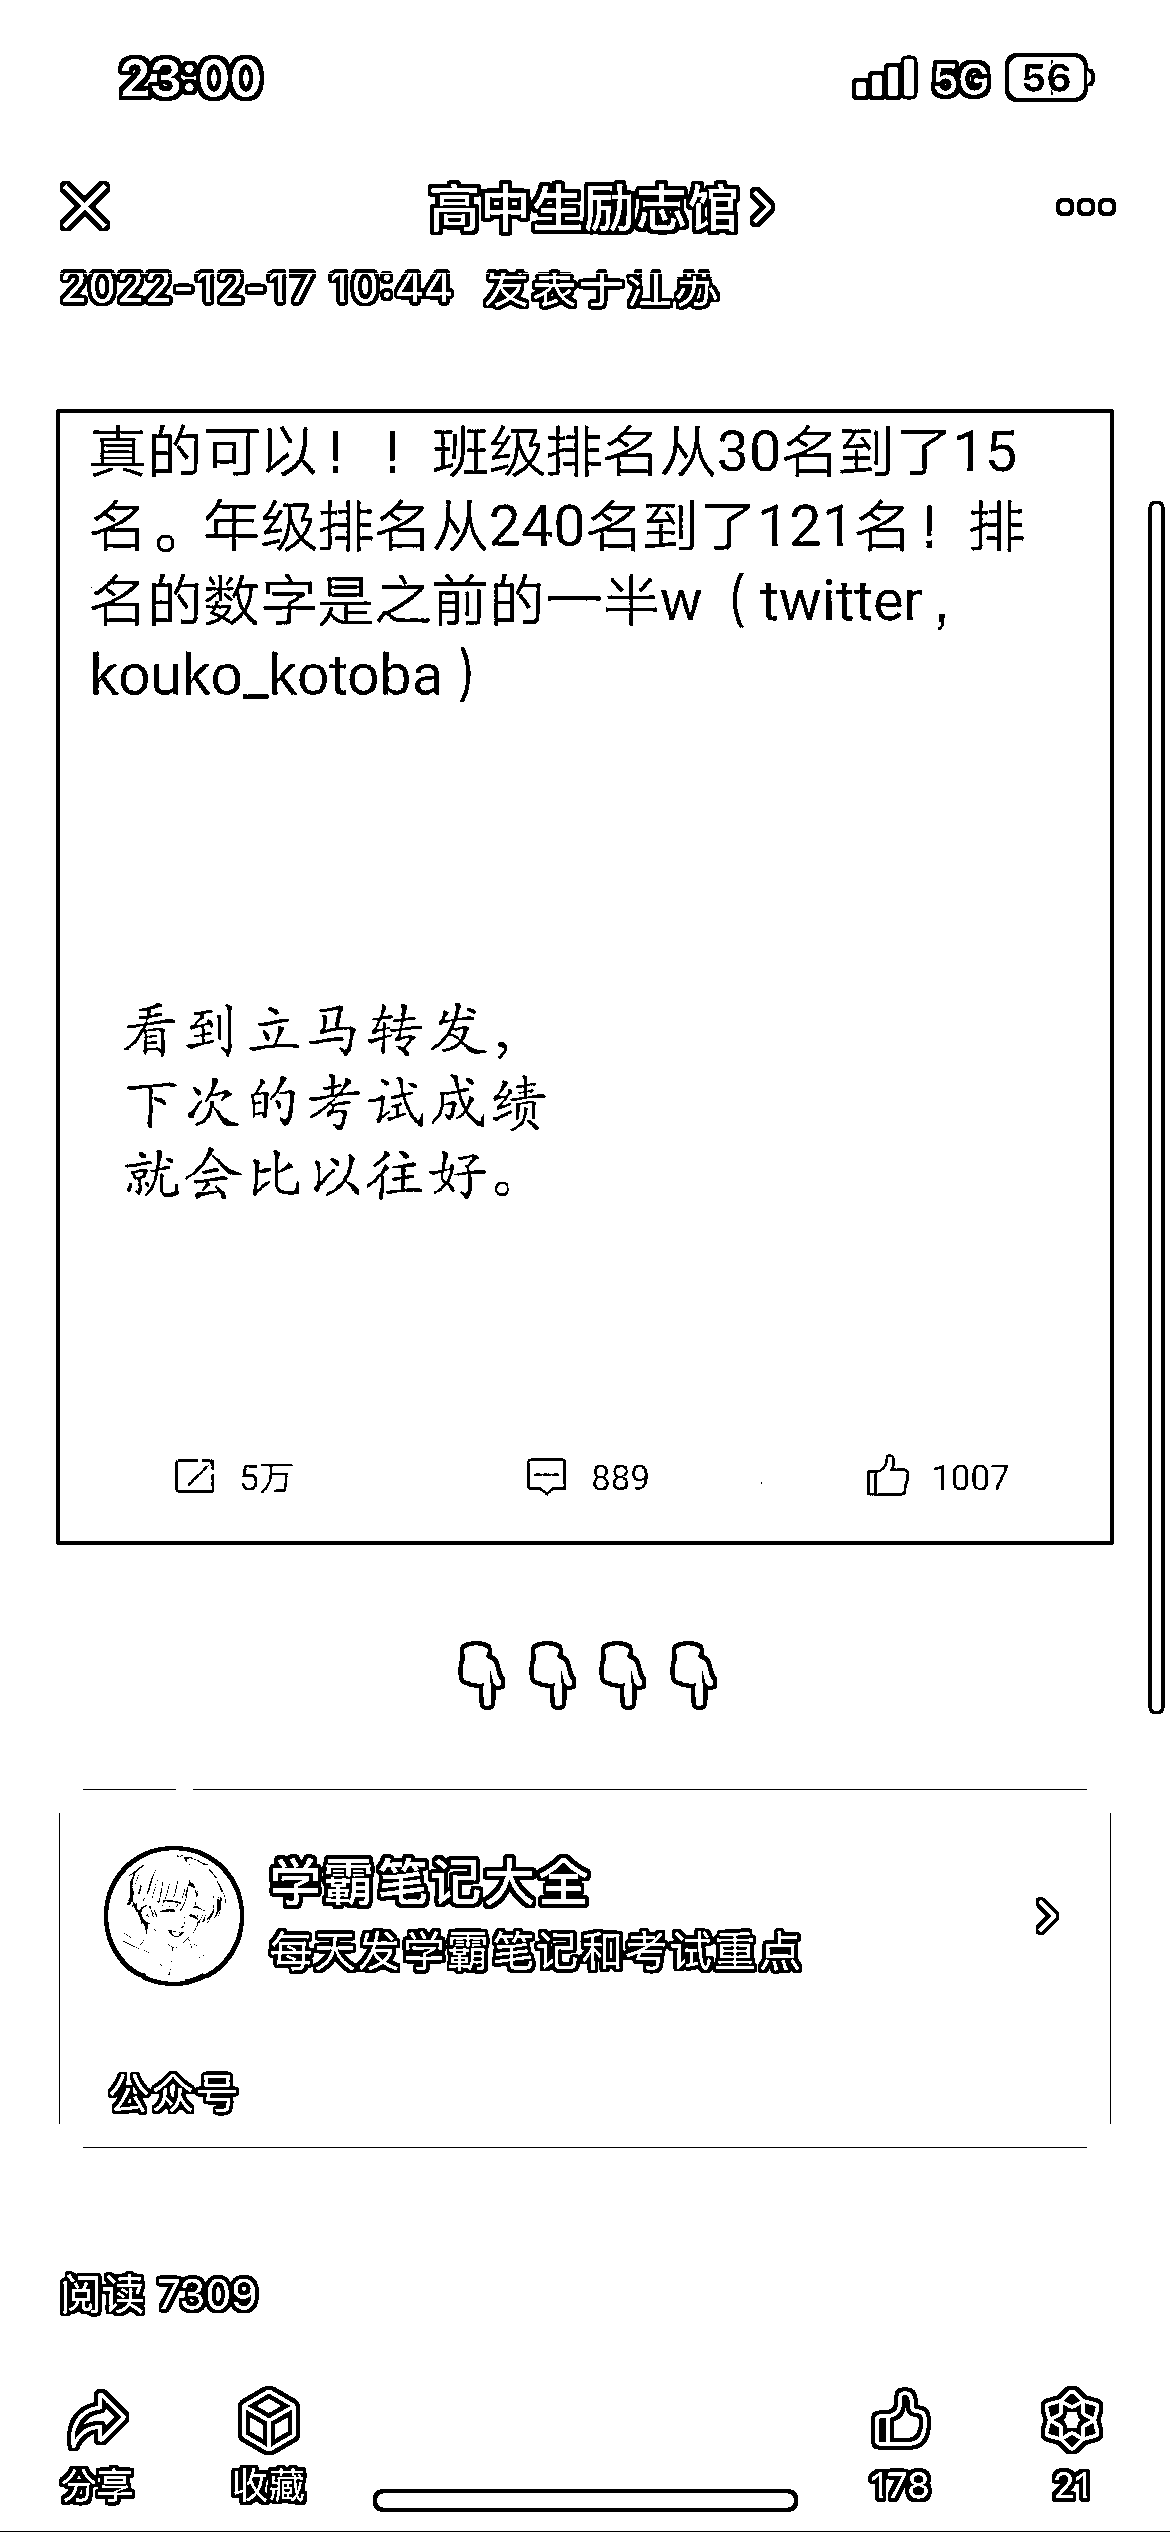 23:00 5G 56
高中生励志馆
2022-12-17 10:44 发表于江苏
真的可以！！班级排名从30名到了15
名。年级排名从240名到了121名！排
名的数字是之前的一半w（twitter，
kouko_kotoba）
看到立马转发，
下次的考试成绩
就会比以往好。
5万 889 1007
学霸笔记大全
每天发学霸笔记和考试重点
公众号
阅读 7309
分享 收藏 178 21